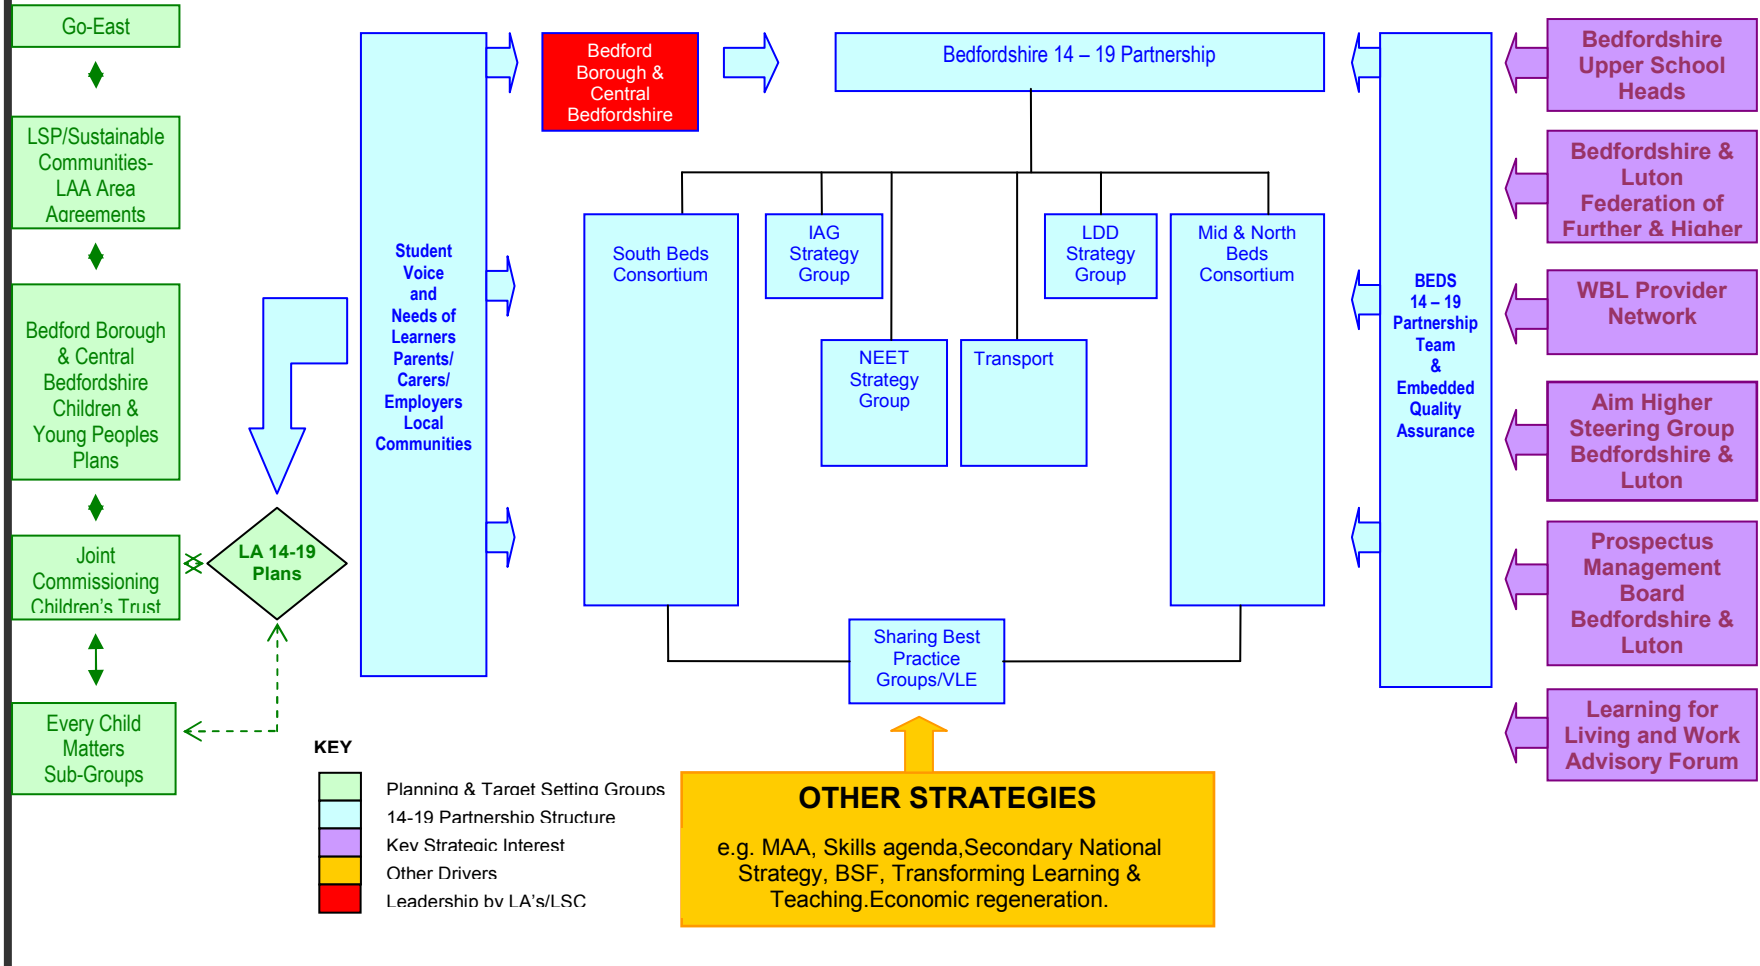 Go-East
LSP/Sustainable
Communities-
LAA Area
Agreements
Bedford Borough
& Central
Bedfordshire
Children &
Young Peoples
Plans
Joint
Commissioning
Children's Trust
Every Child
Matters
Sub-Groups
LA 14-19
Plans
Student
Voice
and
Needs of
Learners
Parents/
Carers/
Employers
Local
Communities
Bedford
Borough &
Central
Bedfordshire
Bedfordshire 14 – 19 Partnership
South Beds
Consortium
IAG
Strategy
Group
NEET
Strategy
Group
Transport
LDD
Strategy
Group
Mid & North
Beds
Consortium
Sharing Best
Practice
Groups/VLE
BEDS
14 – 19
Partnership
Team
&
Embedded
Quality
Assurance
Bedfordshire
Upper School
Heads
Bedfordshire &
Luton
Federation of
Further & Higher
WBL Provider
Network
Aim Higher
Steering Group
Bedfordshire &
Luton
Prospectus
Management
Board
Bedfordshire &
Luton
Learning for
Living and Work
Advisory Forum
KEY
Planning & Target Setting Groups
14-19 Partnership Structure
Key Strategic Interest
Other Drivers
Leadership by LA's/LSC
OTHER STRATEGIES
e.g. MAA, Skills agenda,Secondary National
Strategy, BSF, Transforming Learning &
Teaching.Economic regeneration.